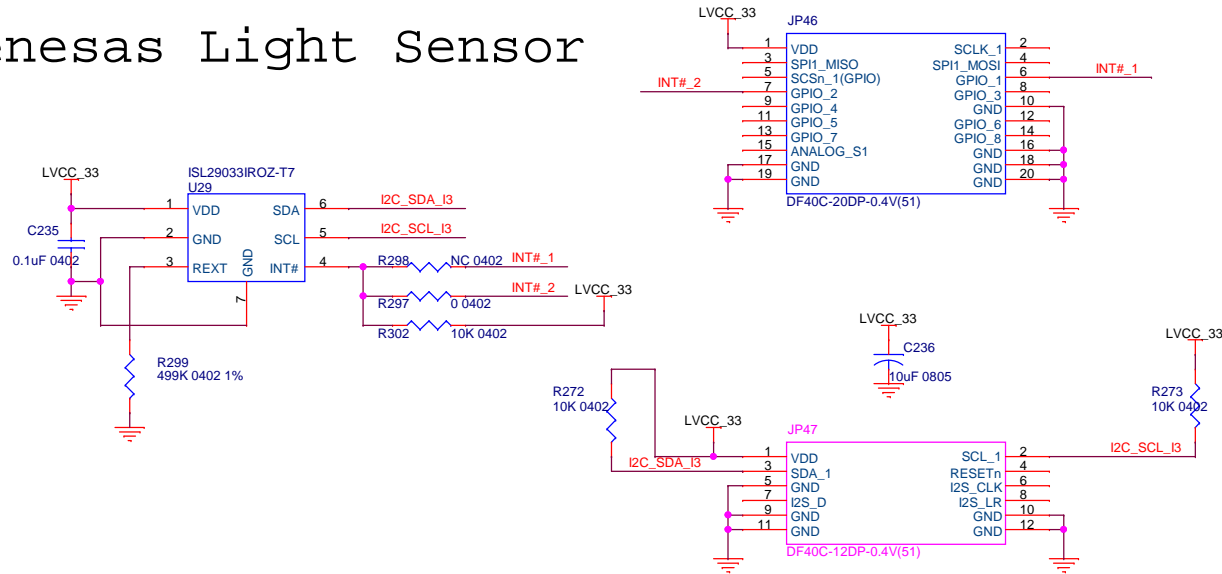 enesas Light Sensor
LVCC_33
JP46
1 VDD SCLK_1 2
3 SPI1_MISO SPI1_MOSI 4
5 SCSn_1(GPIO) GPIO_1 6 INT#_1
INT#_2 7 GPIO_2 GPIO_3 8
9 GPIO_4 GND 10
11 GPIO_5 GPIO_6 12
13 GPIO_7 GPIO_8 14
15 ANALOG_S1 GND 16
17 GND GND 18
19 GND GND 20
DF40C-20DP-0.4V(51)
LVCC_33
ISL29033IROZ-T7
U29
1 VDD SDA 6 I2C_SDA_I3
2 GND SCL 5 I2C_SCL_I3
3 REXT GND INT# 4
7
C235
0.1uF 0402
R298 NC 0402 INT#_1
R297 0 0402 INT#_2 LVCC_33
R302 10K 0402
R299
499K 0402 1%
LVCC_33
C236
10uF 0805
LVCC_33
R272
10K 0402
R273
10K 0402
LVCC_33
JP47
1 VDD SCL_1 2 I2C_SCL_I3
I2C_SDA_I3 3 SDA_1 RESETn 4
5 GND I2S_CLK 6
7 I2S_D I2S_LR 8
9 GND GND 10
11 GND GND 12
DF40C-12DP-0.4V(51)